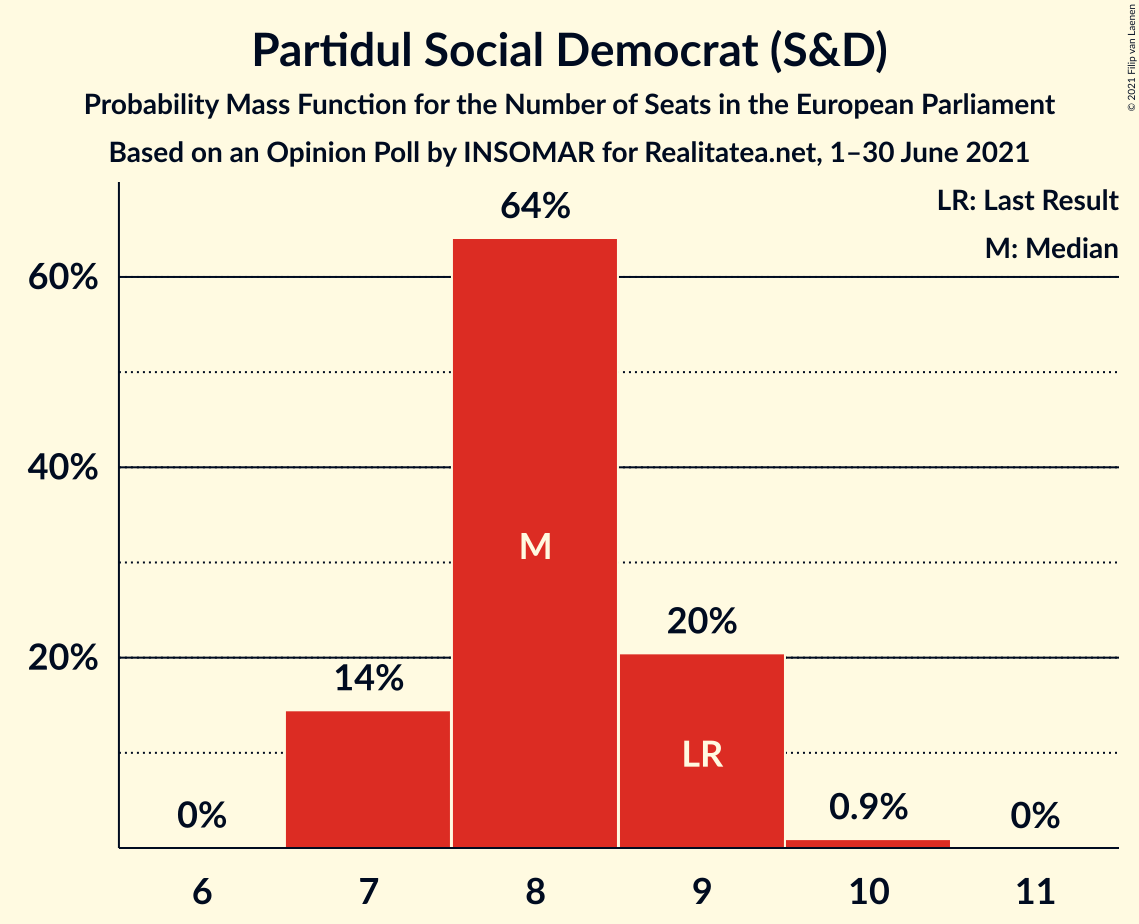 Partidul Social Democrat (S&D)
Probability Mass Function for the Number of Seats in the European Parliament
Based on an Opinion Poll by INSOMAR for Realitatea.net, 1–30 June 2021
© 2021 Filip van Laenen
LR: Last Result
M: Median
60%
40%
20%
0%
14%
64%
M
20%
LR
0.9%
0%
6
7
8
9
10
11